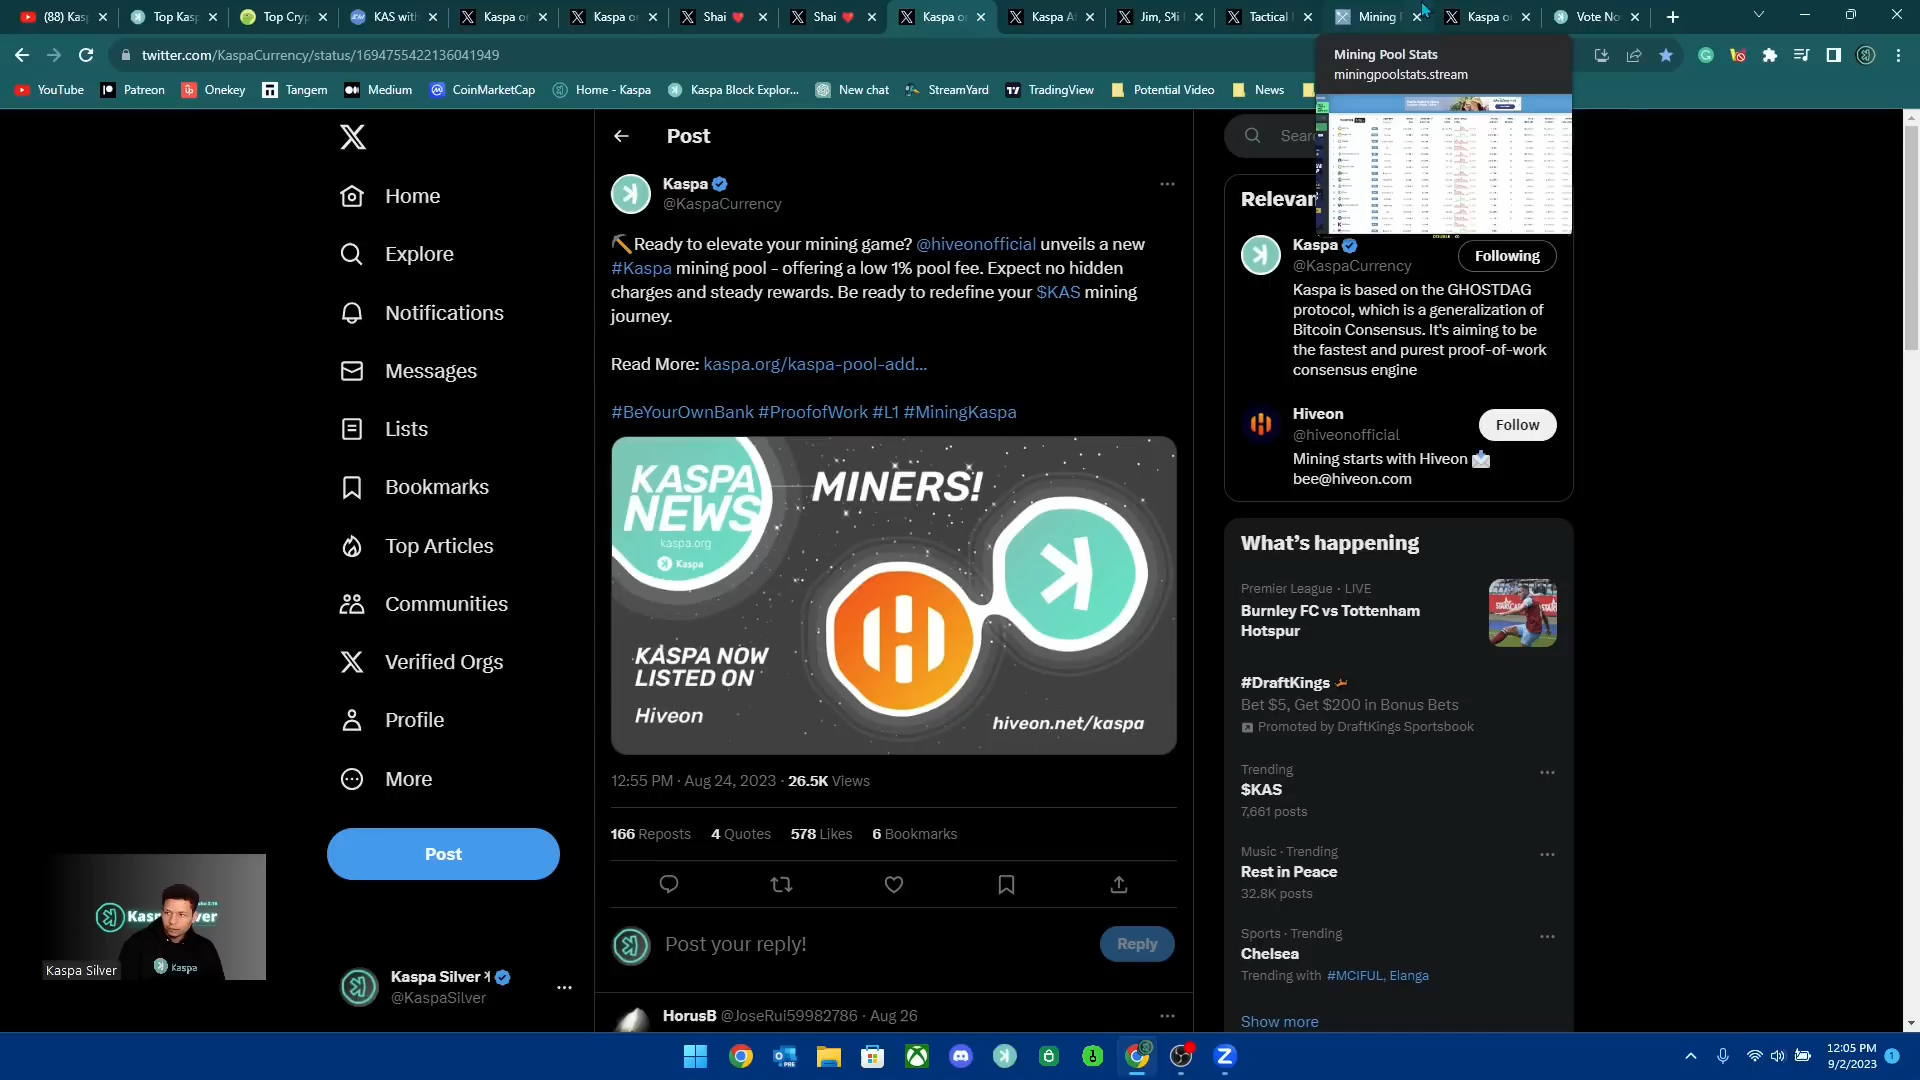 (88) Kasp
Top Kasp
Top Cryp
KAS with
Kaspa or
Kaspa or
Shai ❤️
Shai ❤️
Kaspa or
Kaspa A
Jim, S
Tactical
Mining P
Kaspa or
Vote No
twitter.com/KaspaCurrency/status/1694755422136041949
Mining Pool Stats
miningpoolstats.stream
YouTube
Patreon
Onekey
Tangem
Medium
CoinMarketCap
Home - Kaspa
Kaspa Block Explor...
New chat
StreamYard
TradingView
Potential Video
News
Home
Explore
Notifications
Messages
Lists
Bookmarks
Top Articles
Communities
Verified Orgs
Profile
More
Post
Kaspa Silver
Kaspa Silver
@KaspaSilver
Post
Kaspa
@KaspaCurrency
⛏️Ready to elevate your mining game? @hiveonofficial unveils a new
#Kaspa mining pool - offering a low 1% pool fee. Expect no hidden
charges and steady rewards. Be ready to redefine your $KAS mining
journey.
Read More: kaspa.org/kaspa-pool-add...
#BeYourOwnBank #ProofofWork #L1 #MiningKaspa
KASPA
NEWS
kaspa.org
Kaspa
MINERS!
KASPA NOW
LISTED ON
Hiveon
hiveon.net/kaspa
12:55 PM · Aug 24, 2023 · 26.5K Views
166 Reposts 4 Quotes 578 Likes 6 Bookmarks
Post your reply!
Reply
HorusB @JoseRui59982786 · Aug 26
Sear
Relevan
Kaspa
@KaspaCurrency
Following
Kaspa is based on the GHOSTDAG
protocol, which is a generalization of
Bitcoin Consensus. It's aiming to be
the fastest and purest proof-of-work
consensus engine
Hiveon
@hiveonofficial
Follow
Mining starts with Hiveon 📩
bee@hiveon.com
What's happening
Premier League · LIVE
Burnley FC vs Tottenham
Hotspur
#DraftKings
Bet $5, Get $200 in Bonus Bets
Promoted by DraftKings Sportsbook
Trending
$KAS
7,661 posts
Music · Trending
Rest in Peace
32.8K posts
Sports · Trending
Chelsea
Trending with #MCIFUL, Elanga
Show more
Kaspa
12:05 PM
9/2/2023
1